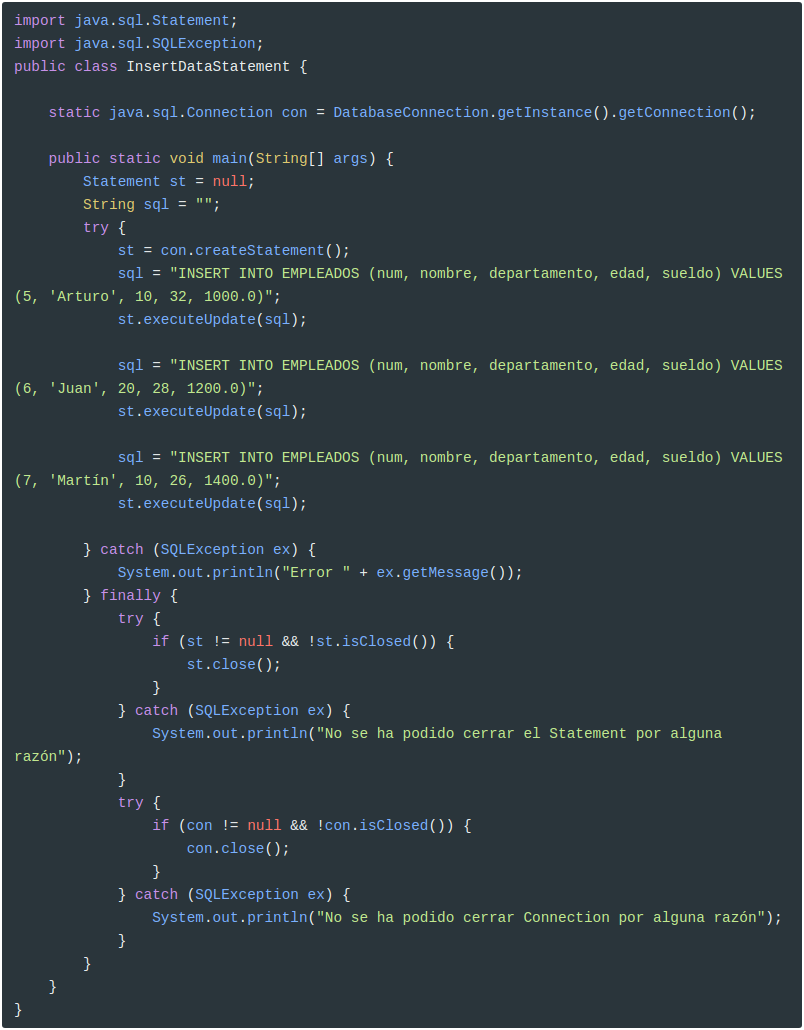 import java.sql.Statement;
import java.sql.SQLException;
public class InsertDataStatement {

    static java.sql.Connection con = DatabaseConnection.getInstance().getConnection();

    public static void main(String[] args) {
        Statement st = null;
        String sql = "";
        try {
            st = con.createStatement();
            sql = "INSERT INTO EMPLEADOS (num, nombre, departamento, edad, sueldo) VALUES
(5, 'Arturo', 10, 32, 1000.0)";
            st.executeUpdate(sql);

            sql = "INSERT INTO EMPLEADOS (num, nombre, departamento, edad, sueldo) VALUES
(6, 'Juan', 20, 28, 1200.0)";
            st.executeUpdate(sql);

            sql = "INSERT INTO EMPLEADOS (num, nombre, departamento, edad, sueldo) VALUES
(7, 'Martín', 10, 26, 1400.0)";
            st.executeUpdate(sql);

        } catch (SQLException ex) {
            System.out.println("Error " + ex.getMessage());
        } finally {
            try {
                if (st != null && !st.isClosed()) {
                    st.close();
                }
            } catch (SQLException ex) {
                System.out.println("No se ha podido cerrar el Statement por alguna
razón");
            }
            try {
                if (con != null && !con.isClosed()) {
                    con.close();
                }
            } catch (SQLException ex) {
                System.out.println("No se ha podido cerrar Connection por alguna razón");
            }
        }
    }
}